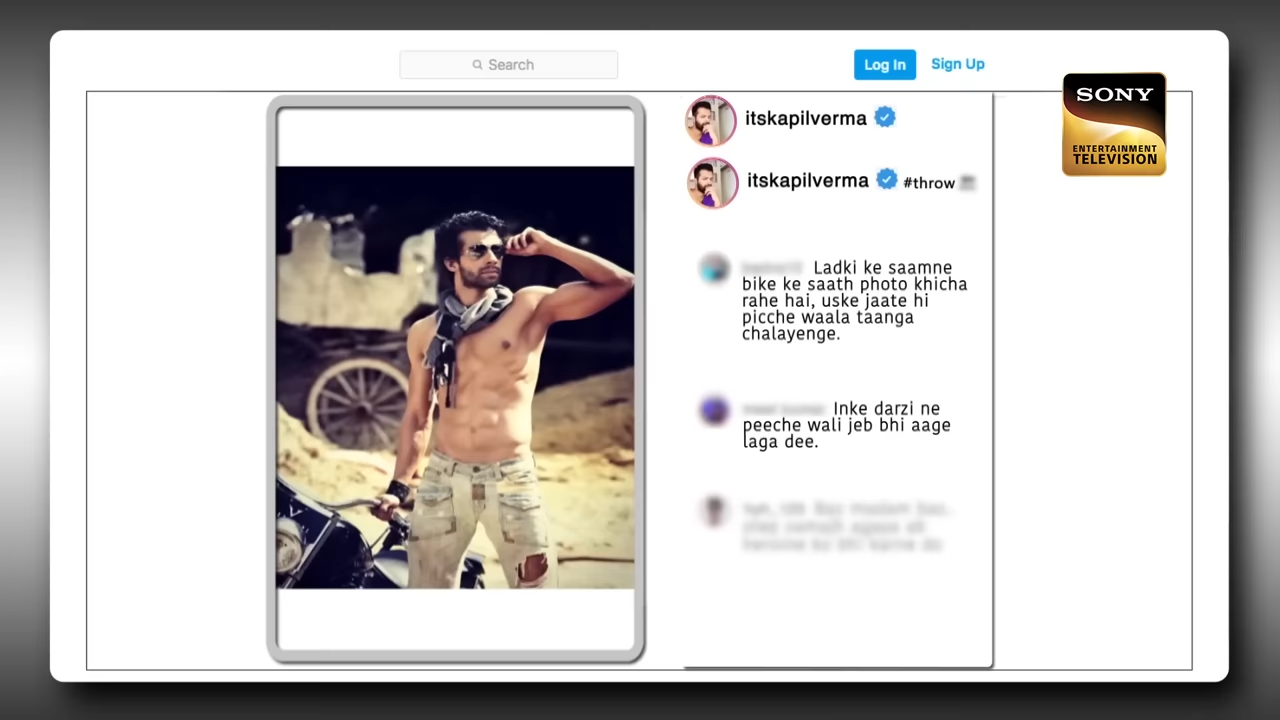 Search
Log In
Sign Up
SONY
ENTERTAINMENT
TELEVISION
itskapilverma
itskapilverma #throw
Ladki ke saamne
bike ke saath photo khicha
rahe hai, uske jaate hi
picche waala taanga
chalayenge.
Inke darzi ne
peeche wali jeb bhi aage
laga dee.